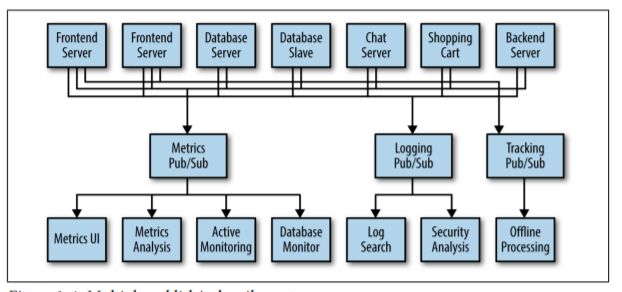 Frontend
Server
Frontend
Server
Database
Server
Database
Slave
Chat
Server
Shopping
Cart
Backend
Server
Metrics
Pub/Sub
Logging
Pub/Sub
Tracking
Pub/Sub
Metrics UI
Metrics
Analysis
Active
Monitoring
Database
Monitor
Log
Search
Security
Analysis
Offline
Processing